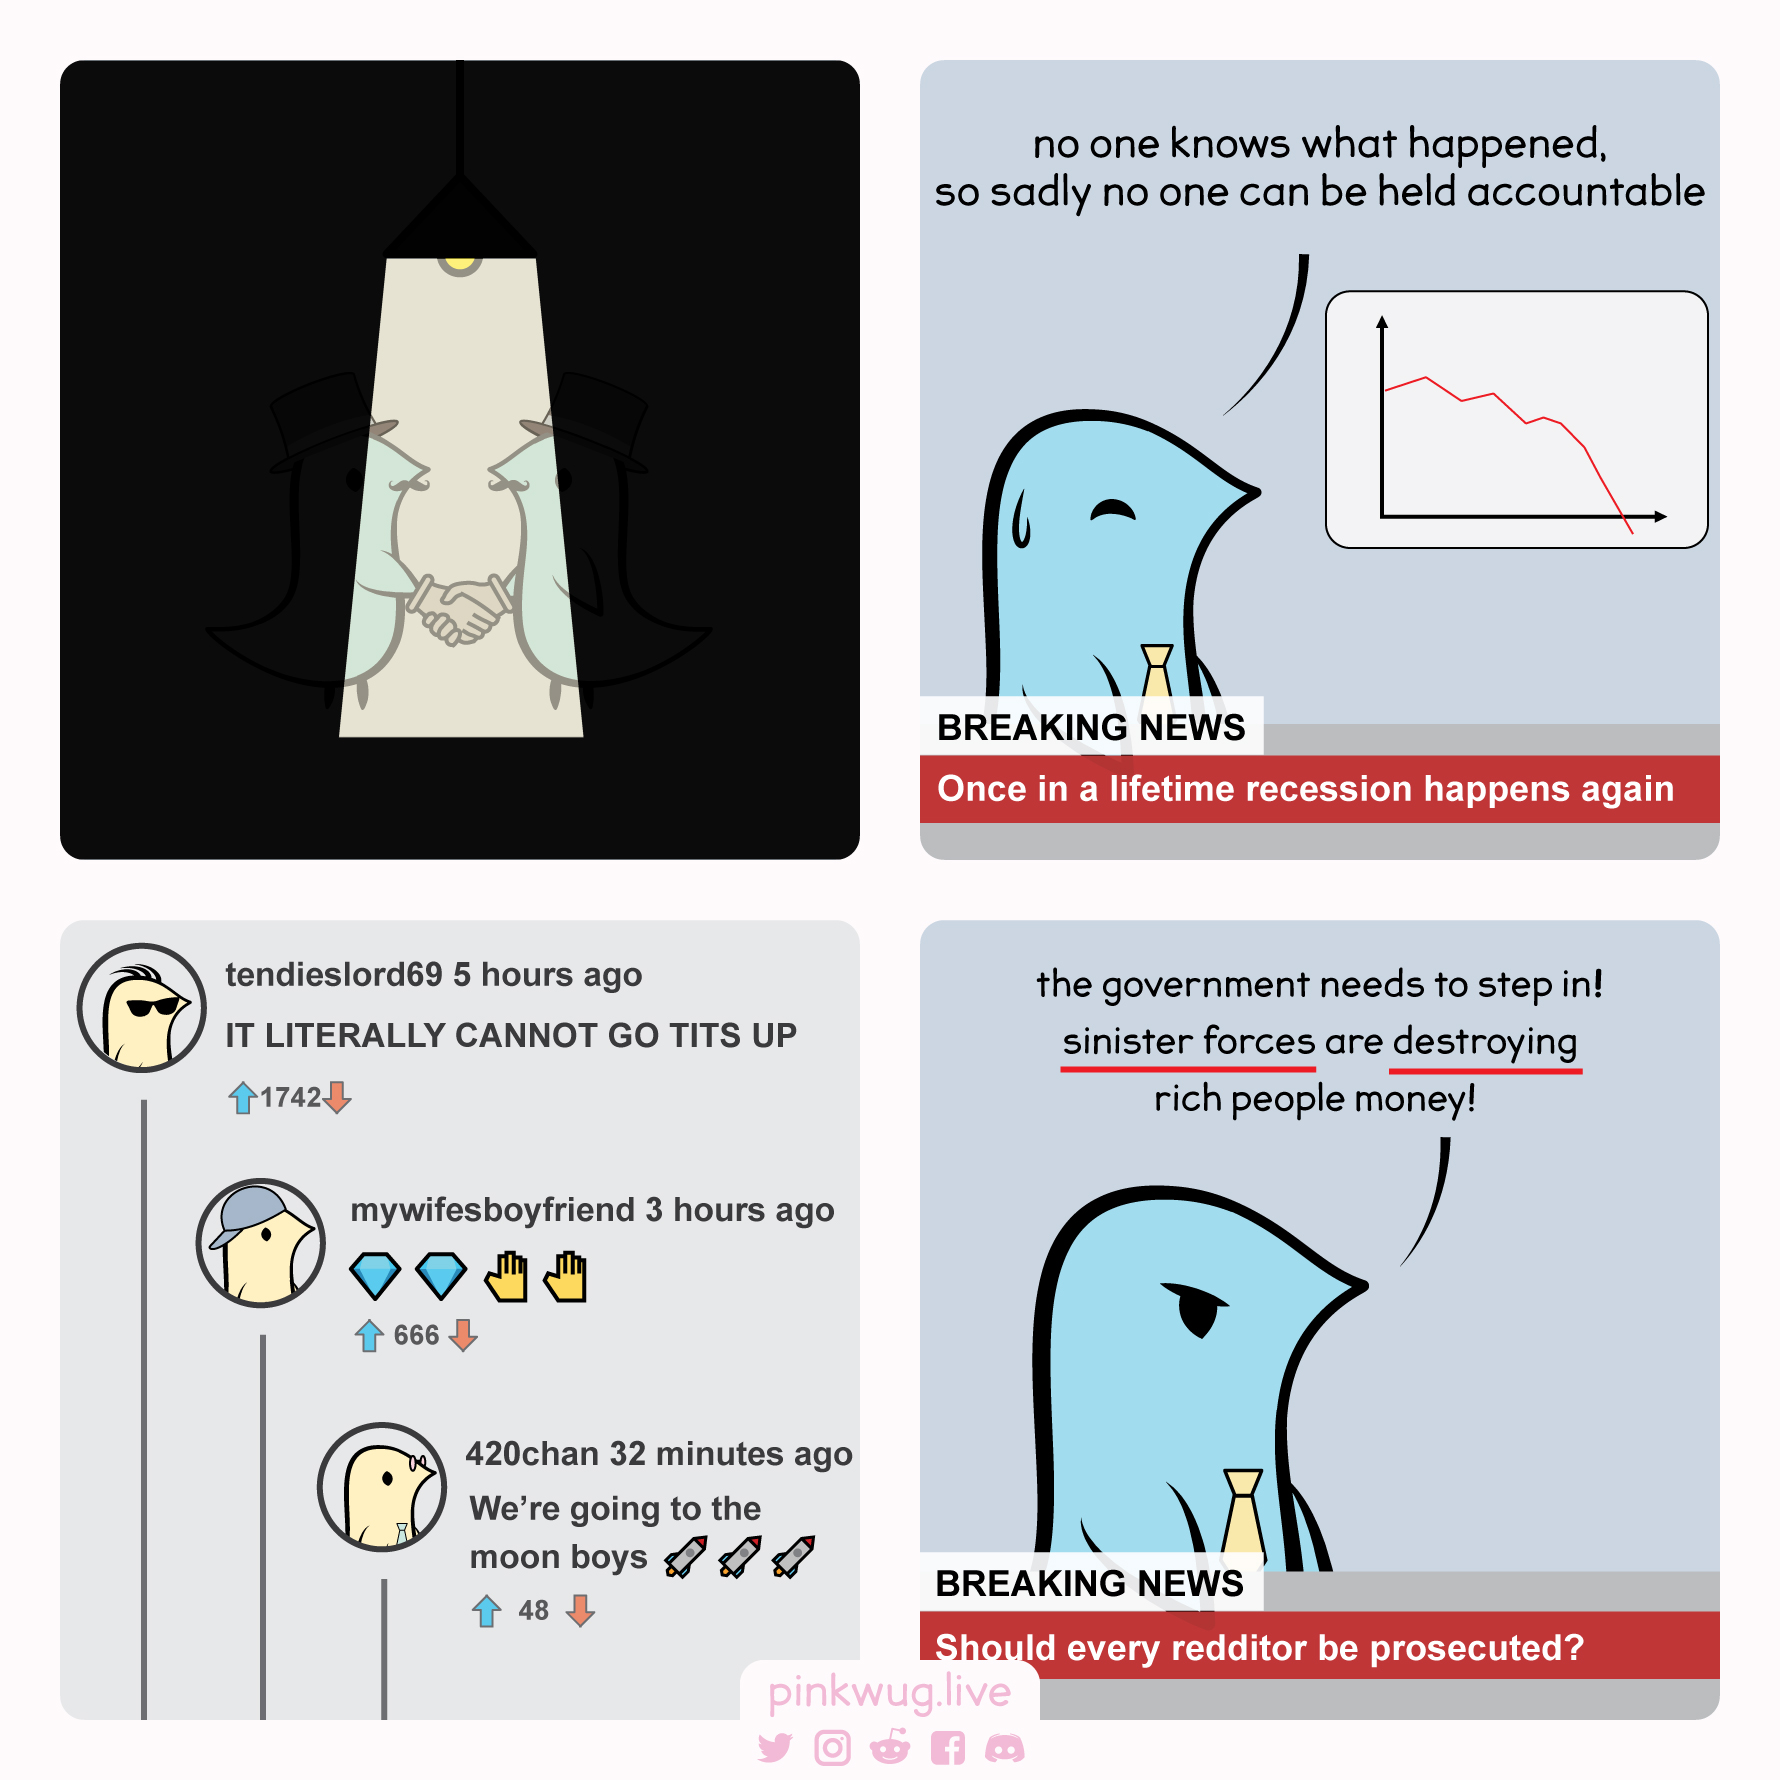 no one knows what happened,
so sadly no one can be held accountable
BREAKING NEWS
Once in a lifetime recession happens again
tendieslord69 5 hours ago
IT LITERALLY CANNOT GO TITS UP
1742
mywifesboyfriend 3 hours ago
666
420chan 32 minutes ago
We’re going to the
moon boys
48
the government needs to step in!
sinister forces are destroying
rich people money!
BREAKING NEWS
Should every redditor be prosecuted?
pinkwug.live